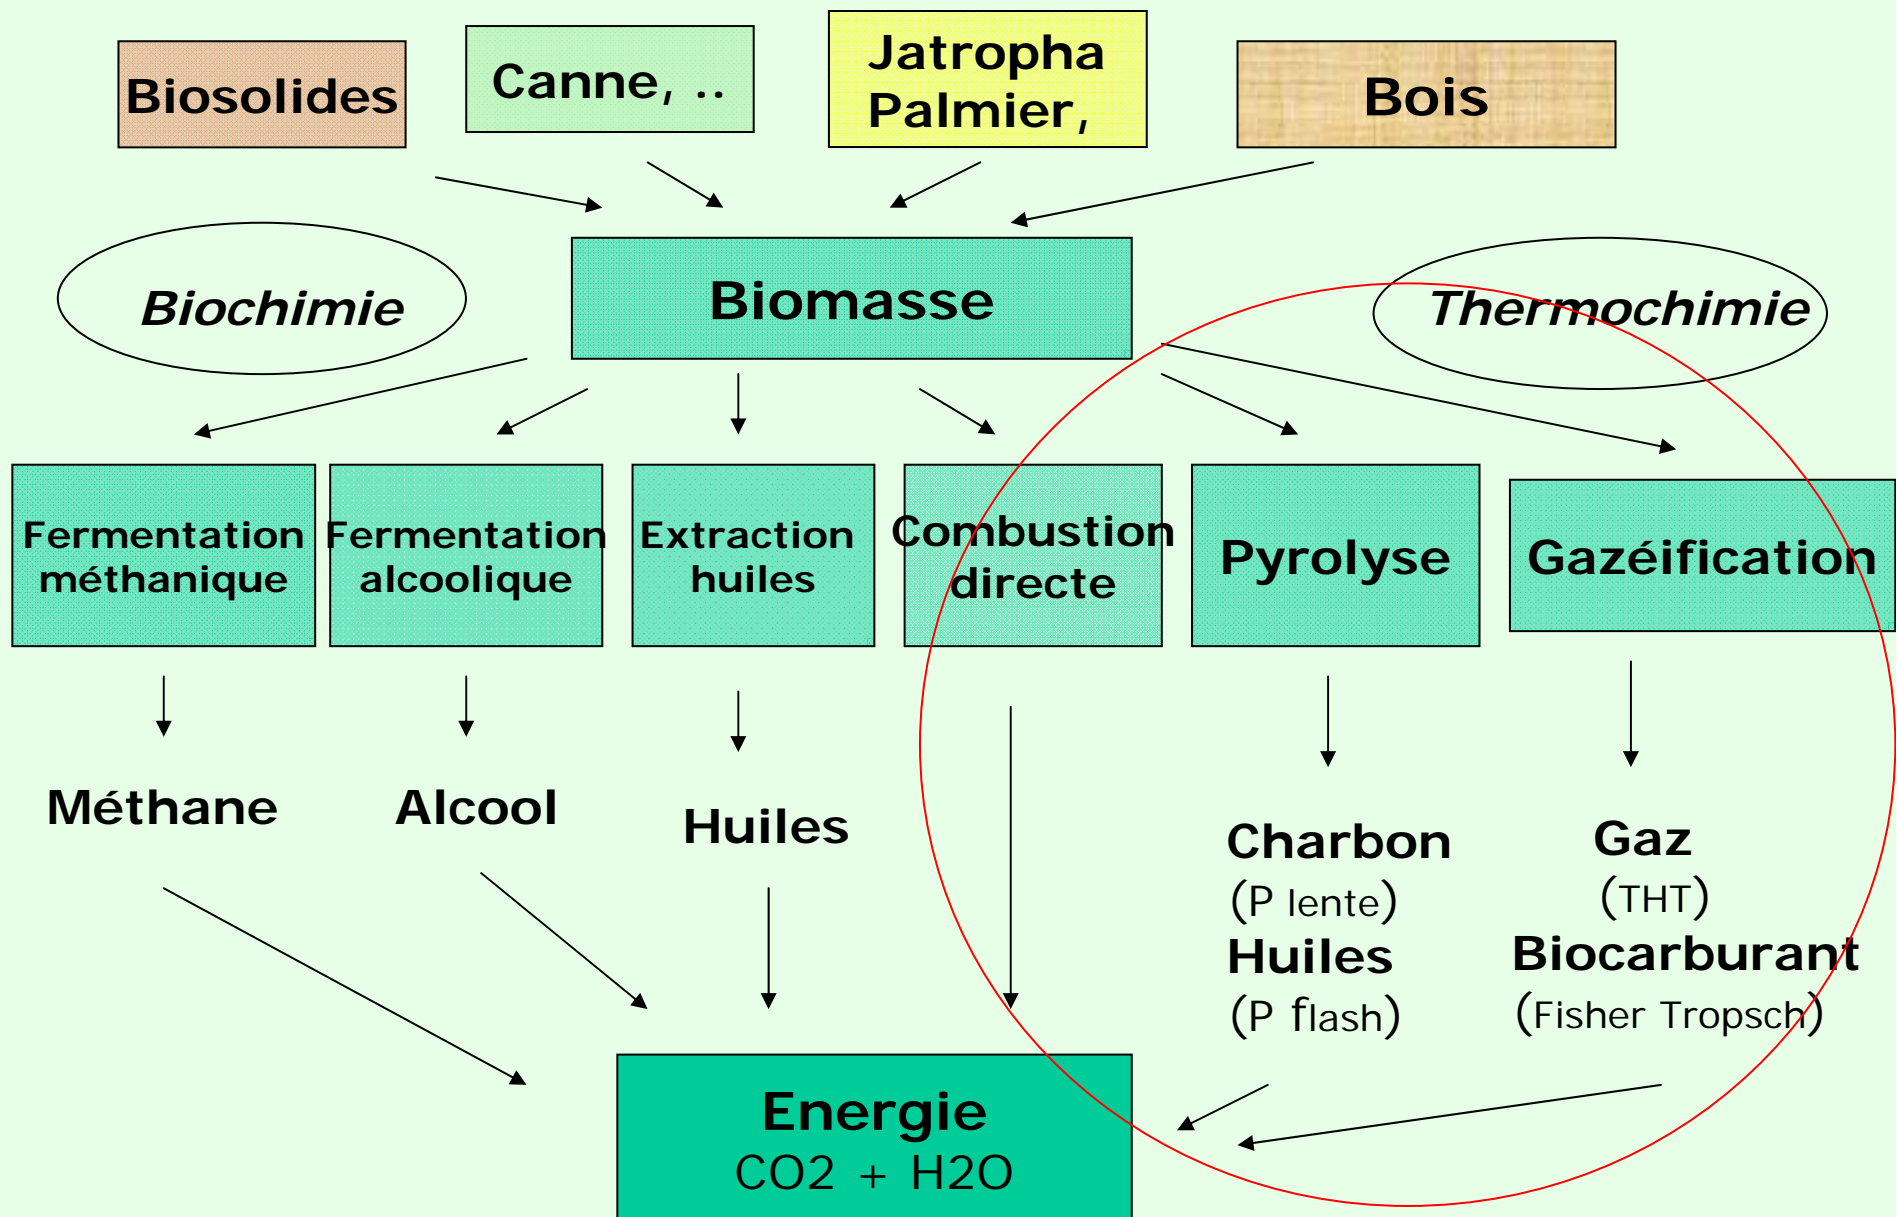 Biosolides
Canne, ..
Jatropha
Palmier,
Bois
Biochimie
Biomasse
Thermochimie
Fermentation
méthanique
Fermentation
alcoolique
Extraction
huiles
Combustion
directe
Pyrolyse
Gazéification
Méthane
Alcool
Huiles
Charbon
(P lente)
Huiles
(P flash)
Gaz
(THT)
Biocarburant
(Fisher Tropsch)
Energie
CO2 + H2O